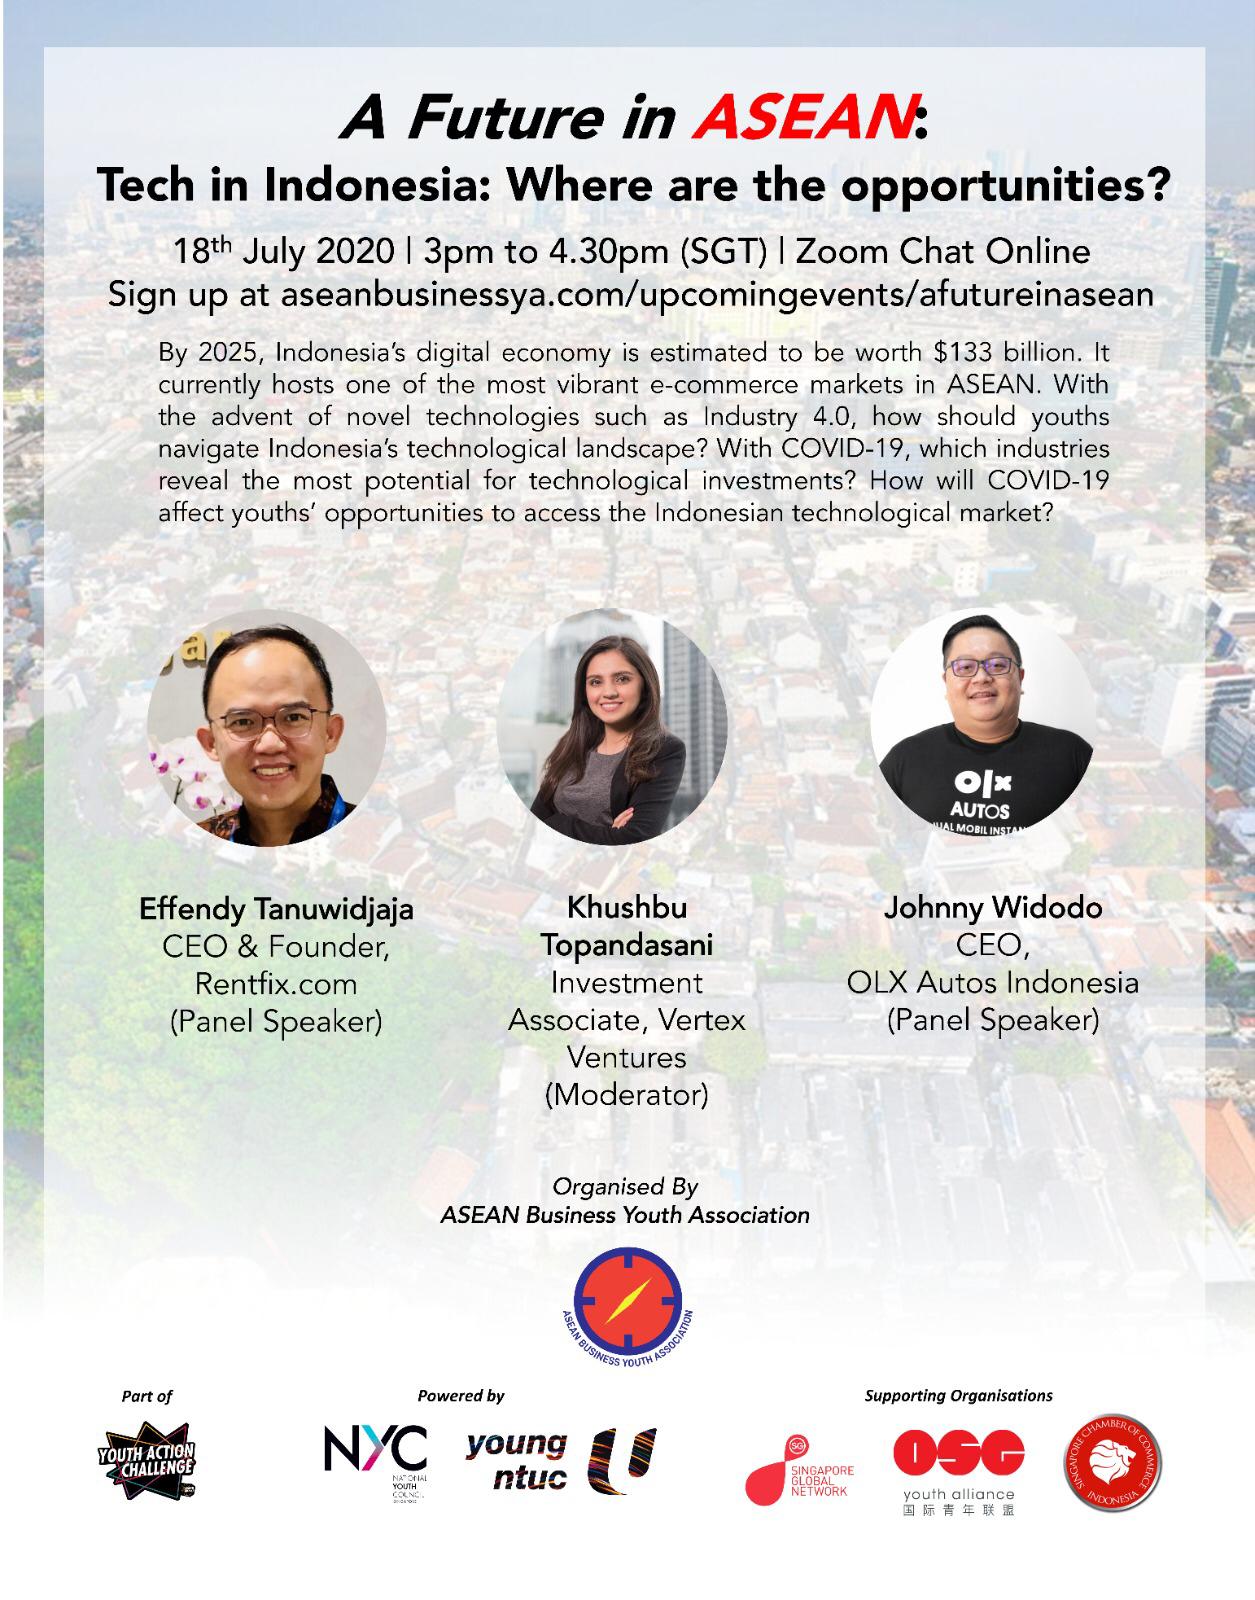 A Future in ASEAN:
Tech in Indonesia: Where are the opportunities?
18th July 2020 | 3pm to 4.30pm (SGT) | Zoom Chat Online
Sign up at aseanbusinessya.com/upcomingevents/afutureinasean
By 2025, Indonesia's digital economy is estimated to be worth $133 billion. It
currently hosts one of the most vibrant e-commerce markets in ASEAN. With
the advent of novel technologies such as Industry 4.0, how should youths
navigate Indonesia's technological landscape? With COVID-19, which industries
reveal the most potential for technological investments? How will COVID-19
affect youths' opportunities to access the Indonesian technological market?
olx
AUTOS
MOBIL
Effendy Tanuwidjaja
CEO & Founder,
Rentfix.com
(Panel Speaker)
Khushbu
Topandasani
Investment
Associate, Vertex
Ventures
(Moderator)
Johnny Widodo
CEO,
OLX Autos Indonesia
(Panel Speaker)
Organised By
ASEAN Business Youth Association
ASEAN BUSINESS YOUTH ASSOCIATION
Part of
YOUTH ACTION
CHALLENGE
Powered by
NYC
NATIONAL
YOUTH
COUNCIL
young
ntuc
U
Supporting Organisations
SG
SINGAPORE
GLOBAL
NETWORK
OSG
youth alliance
国际青年联盟
SINGAPORE CHAMBER OF COMMERCE
INDONESIA